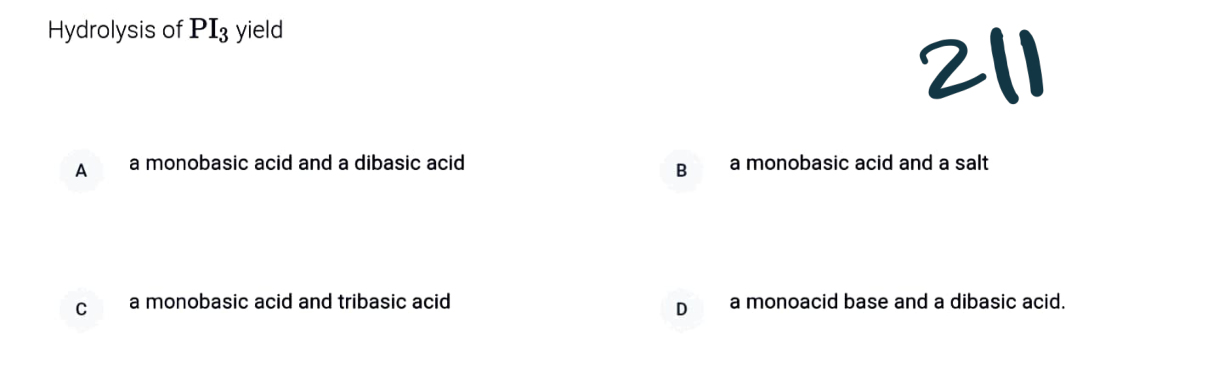 Hydrolysis of PI₃ yield
211
A a monobasic acid and a dibasic acid
B a monobasic acid and a salt
C a monobasic acid and tribasic acid
D a monoacid base and a dibasic acid.